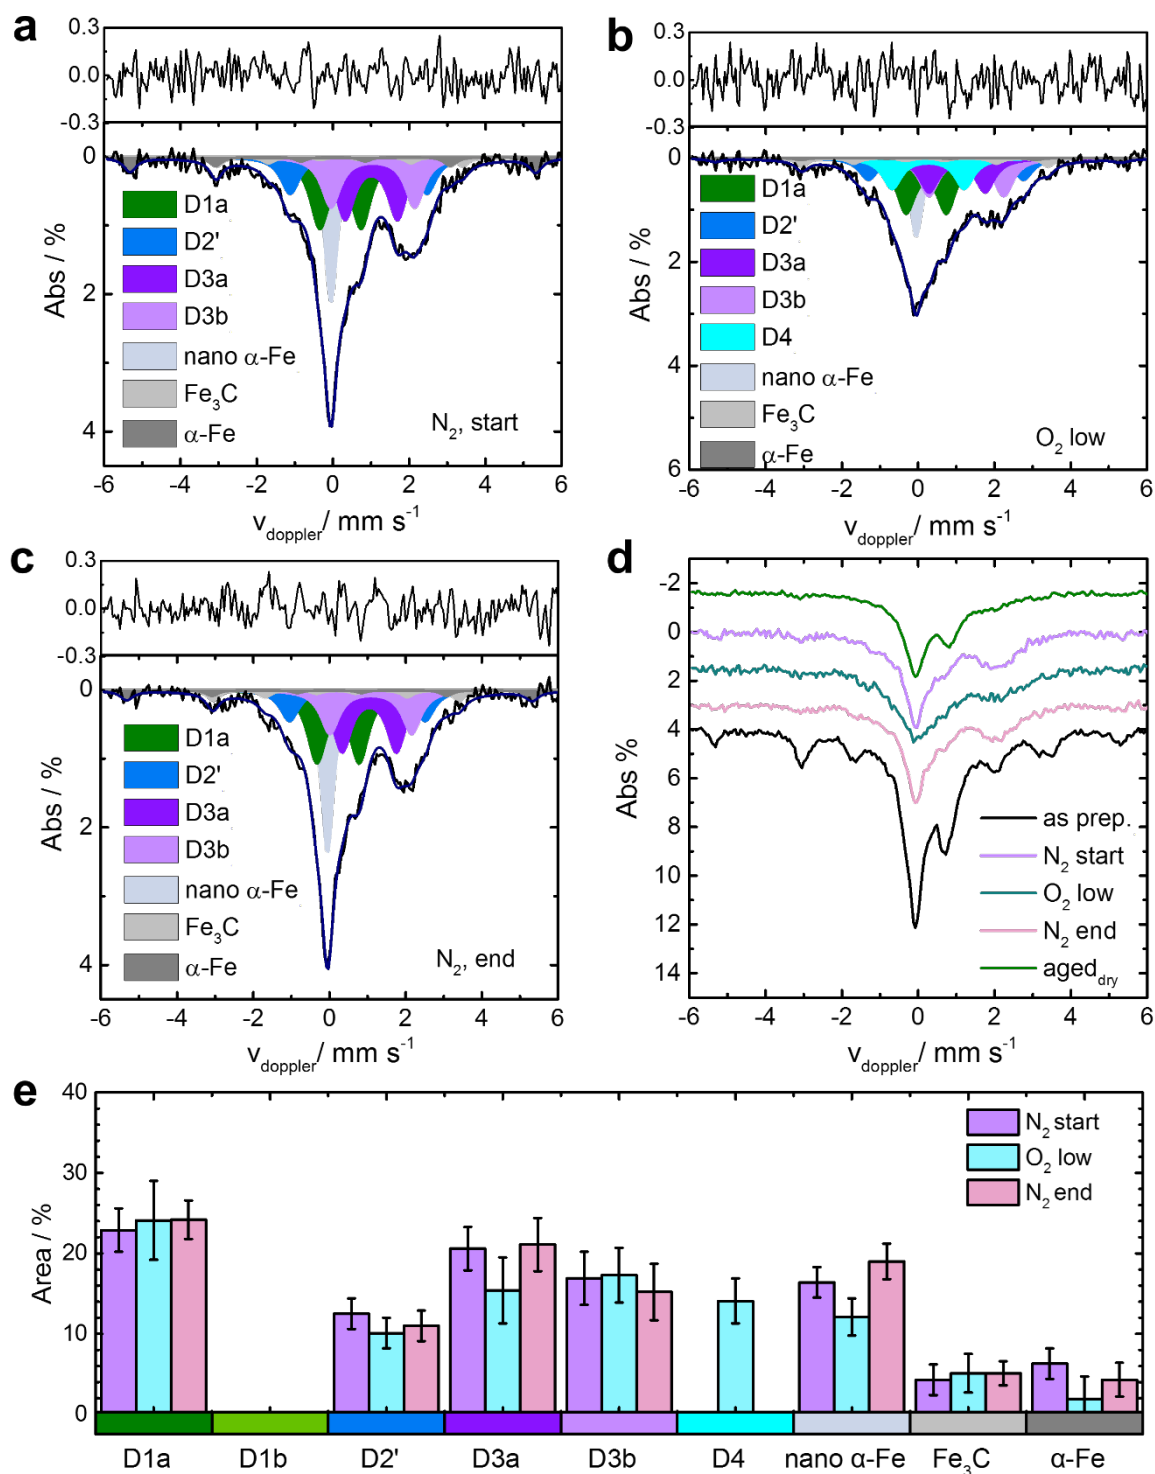 a
0.3
0.0
-0.3
0
2
4
Abs / %
D1a
D2'
D3a
D3b
nano α-Fe
Fe₃C
α-Fe
N₂, start
-6 -4 -2 0 2 4 6
v_doppler/ mm s⁻¹
b
0.3
0.0
-0.3
0
2
4
6
Abs / %
D1a
D2'
D3a
D3b
D4
nano α-Fe
Fe₃C
α-Fe
O₂ low
-6 -4 -2 0 2 4 6
v_doppler/ mm s⁻¹
c
0.3
0.0
-0.3
0
2
4
Abs / %
D1a
D2'
D3a
D3b
nano α-Fe
Fe₃C
α-Fe
N₂, end
-6 -4 -2 0 2 4 6
v_doppler/ mm s⁻¹
d
-2
0
2
4
6
8
10
12
14
Abs %
as prep.
N₂ start
O₂ low
N₂ end
aged_dry
-6 -4 -2 0 2 4 6
v_doppler/ mm s⁻¹
e
40
30
20
10
0
Area / %
N₂ start
O₂ low
N₂ end
D1a D1b D2' D3a D3b D4 nano α-Fe Fe₃C α-Fe